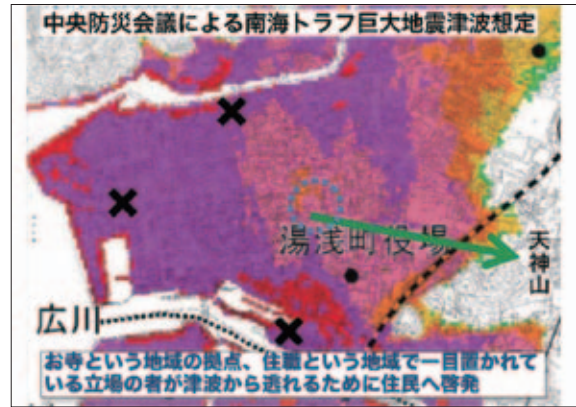 中央防災会議による南海トラフ巨大地震津波想定
湯浅町役場
天神山
広川
お寺という地域の拠点、住職という地域で一目置かれて
いる立場の者が津波から逃れるために住民へ啓発